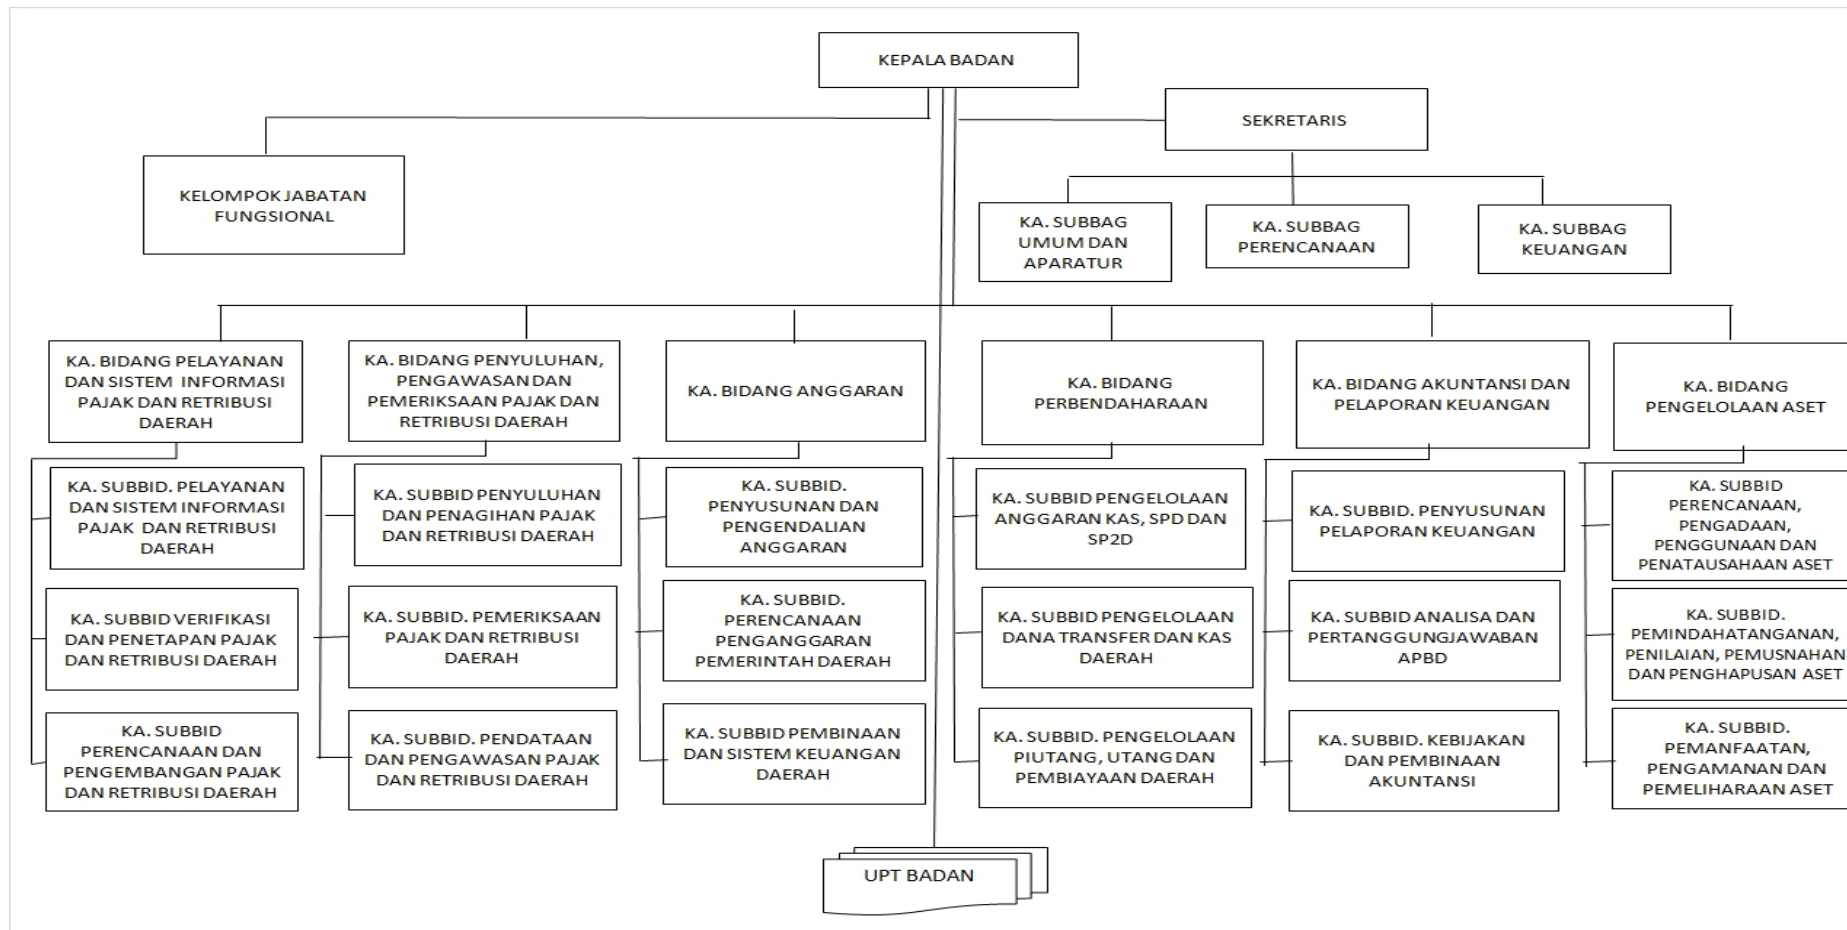 KEPALA BADAN
SEKRETARIS
KELOMPOK JABATAN
FUNGSIONAL
KA. SUBBAG
UMUM DAN
APARATUR
KA. SUBBAG
PERENCANAAN
KA. SUBBAG
KEUANGAN
KA. BIDANG PELAYANAN
DAN SISTEM INFORMASI
PAJAK DAN RETRIBUSI
DAERAH
KA. BIDANG PENYULUHAN,
PENGAWASAN DAN
PEMERIKSAAN PAJAK DAN
RETRIBUSI DAERAH
KA. BIDANG ANGGARAN
KA. BIDANG
PERBENDAHARAAN
KA. BIDANG AKUNTANSI DAN
PELAPORAN KEUANGAN
KA. BIDANG
PENGELOLAAN ASET
KA. SUBBID. PELAYANAN
DAN SISTEM INFORMASI
PAJAK DAN RETRIBUSI
DAERAH
KA. SUBBID PENYULUHAN
DAN PENAGIHAN PAJAK
DAN RETRIBUSI DAERAH
KA. SUBBID.
PENYUSUNAN DAN
PENGENDALIAN
ANGGARAN
KA. SUBBID PENGELOLAAN
ANGGARAN KAS, SPD DAN
SP2D
KA. SUBBID. PENYUSUNAN
PELAPORAN KEUANGAN
KA. SUBBID
PERENCANAAN,
PENGADAAN,
PENGGUNAAN DAN
PENATAUSAHAAN ASET
KA. SUBBID VERIFIKASI
DAN PENETAPAN PAJAK
DAN RETRIBUSI DAERAH
KA. SUBBID. PEMERIKSAAN
PAJAK DAN RETRIBUSI
DAERAH
KA. SUBBID.
PERENCANAAN
PENGANGGARAN
PEMERINTAH DAERAH
KA. SUBBID PENGELOLAAN
DANA TRANSFER DAN KAS
DAERAH
KA. SUBBID ANALISA DAN
PERTANGGUNGJAWABAN
APBD
KA. SUBBID.
PEMINDAHATANGANAN,
PENILAIAN, PEMUSNAHAN
DAN PENGHAPUSAN ASET
KA. SUBBID
PERENCANAAN DAN
PENGEMBANGAN PAJAK
DAN RETRIBUSI DAERAH
KA. SUBBID. PENDATAAN
DAN PENGAWASAN PAJAK
DAN RETRIBUSI DAERAH
KA. SUBBID PEMBINAAN
DAN SISTEM KEUANGAN
DAERAH
KA. SUBBID. PENGELOLAAN
PIUTANG, UTANG DAN
PEMBIAYAAN DAERAH
KA. SUBBID. KEBIJAKAN
DAN PEMBINAAN
AKUNTANSI
KA. SUBBID.
PEMANFAATAN,
PENGAMANAN DAN
PEMELIHARAAN ASET
UPT BADAN